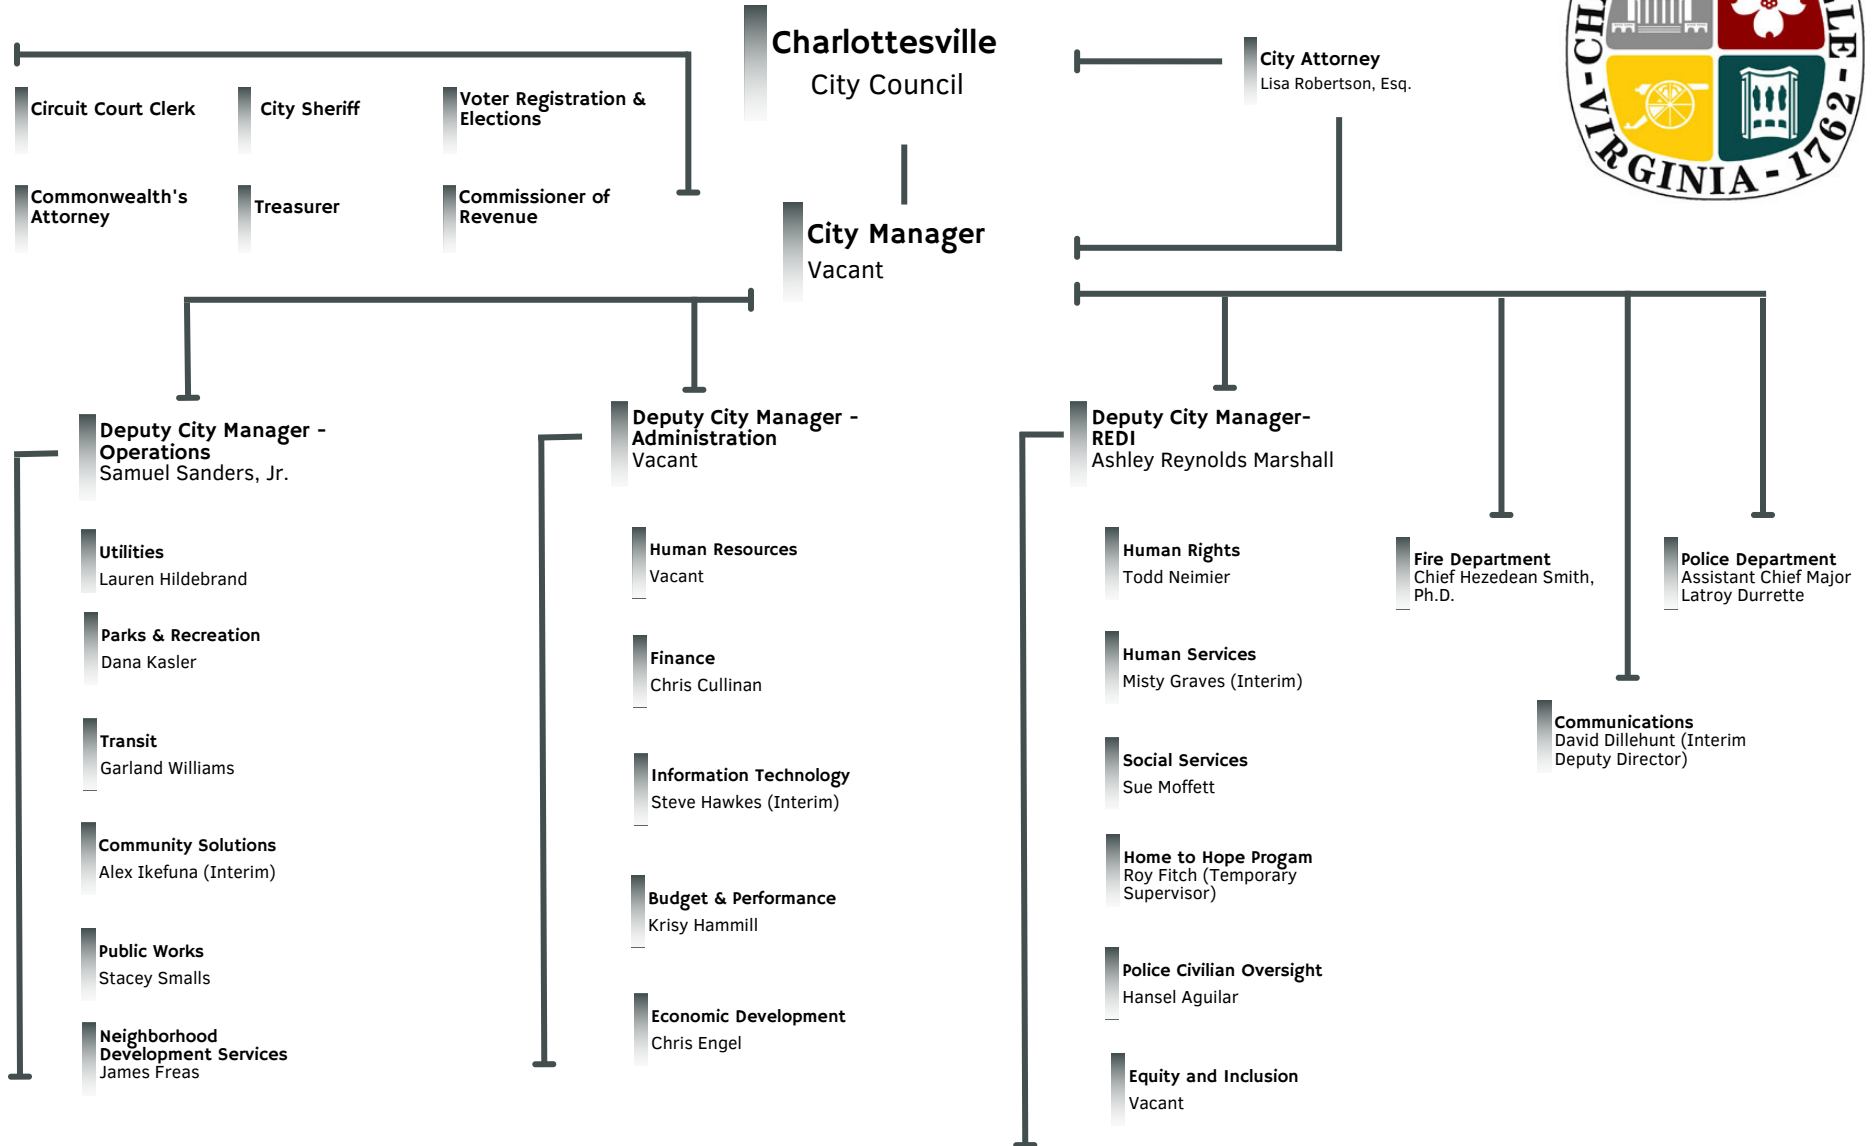 Charlottesville
City Council
City Attorney
Lisa Robertson, Esq.
VIRGINIA - 1762 -
Circuit Court Clerk
City Sheriff
Voter Registration &
Elections
Commonwealth's
Attorney
Treasurer
Commissioner of
Revenue
City Manager
Vacant
Deputy City Manager -
Operations
Samuel Sanders, Jr.
Utilities
Lauren Hildebrand
Parks & Recreation
Dana Kasler
Transit
Garland Williams
Community Solutions
Alex Ikefuna (Interim)
Public Works
Stacey Smalls
Neighborhood
Development Services
James Freas
Deputy City Manager -
Administration
Vacant
Human Resources
Vacant
Finance
Chris Cullinan
Information Technology
Steve Hawkes (Interim)
Budget & Performance
Krisy Hammill
Economic Development
Chris Engel
Deputy City Manager-
REDI
Ashley Reynolds Marshall
Human Rights
Todd Neimier
Human Services
Misty Graves (Interim)
Social Services
Sue Moffett
Home to Hope Progam
Roy Fitch (Temporary
Supervisor)
Police Civilian Oversight
Hansel Aguilar
Equity and Inclusion
Vacant
Fire Department
Chief Hezedean Smith,
Ph.D.
Communications
David Dillehunt (Interim
Deputy Director)
Police Department
Assistant Chief Major
Latroy Durrette